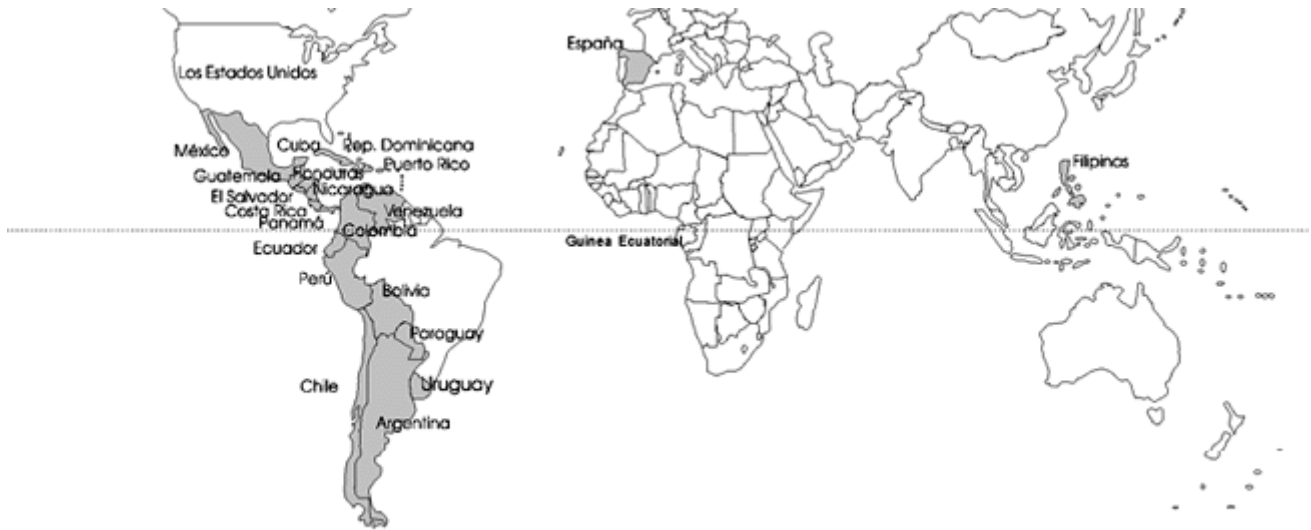 España
Los Estados Unidos
México
Cuba
Rep. Dominicana
Puerto Rico
Filipinas
Guatemala
Honduras
El Salvador
Nicaragua
Costa Rica
Panamá
Venezuela
Colombia
Guinea Ecuatorial
Ecuador
Perú
Bolivia
Paraguay
Chile
Uruguay
Argentina